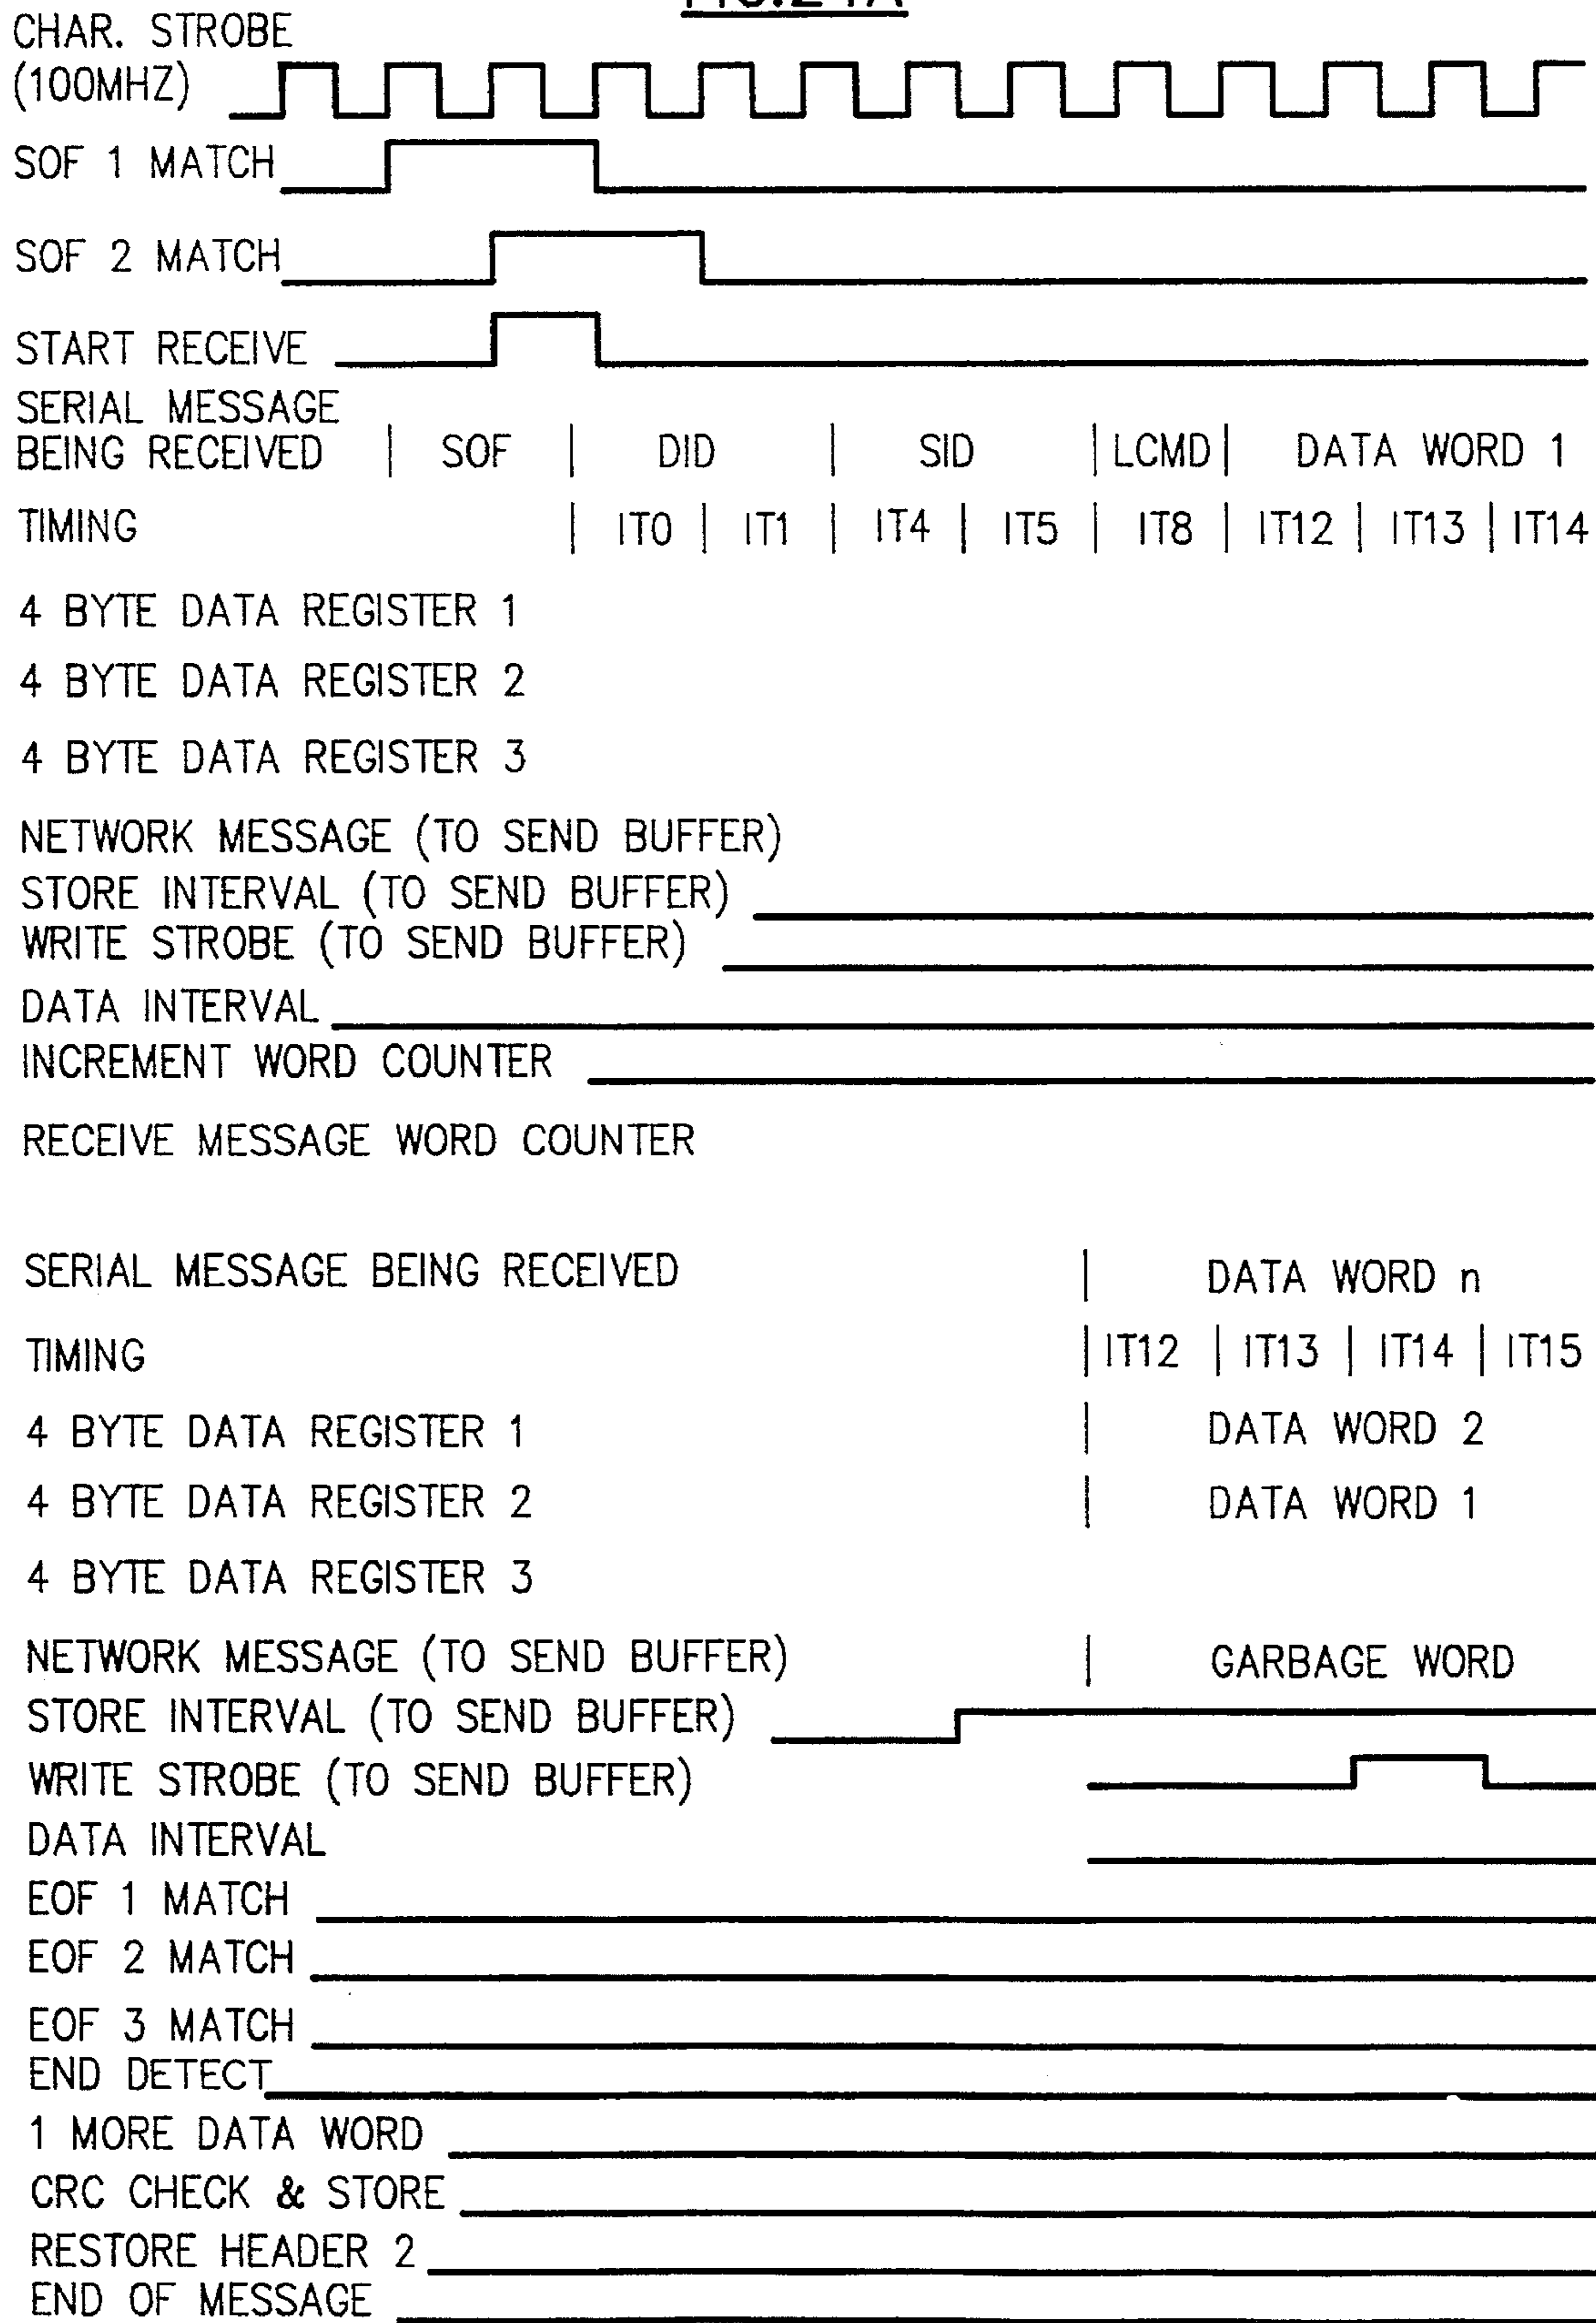 CHAR. STROBE
(100MHZ)
SOF 1 MATCH
SOF 2 MATCH
START RECEIVE
SERIAL MESSAGE
BEING RECEIVED | SOF | DID | SID | LCMD | DATA WORD 1
TIMING | IT0 | IT1 | IT4 | IT5 | IT8 | IT12 | IT13 | IT14
4 BYTE DATA REGISTER 1
4 BYTE DATA REGISTER 2
4 BYTE DATA REGISTER 3
NETWORK MESSAGE (TO SEND BUFFER)
STORE INTERVAL (TO SEND BUFFER)
WRITE STROBE (TO SEND BUFFER)
DATA INTERVAL
INCREMENT WORD COUNTER
RECEIVE MESSAGE WORD COUNTER
SERIAL MESSAGE BEING RECEIVED | DATA WORD n
TIMING | IT12 | IT13 | IT14 | IT15
4 BYTE DATA REGISTER 1 | DATA WORD 2
4 BYTE DATA REGISTER 2 | DATA WORD 1
4 BYTE DATA REGISTER 3
NETWORK MESSAGE (TO SEND BUFFER) | GARBAGE WORD
STORE INTERVAL (TO SEND BUFFER)
WRITE STROBE (TO SEND BUFFER)
DATA INTERVAL
EOF 1 MATCH
EOF 2 MATCH
EOF 3 MATCH
END DETECT
1 MORE DATA WORD
CRC CHECK & STORE
RESTORE HEADER 2
END OF MESSAGE